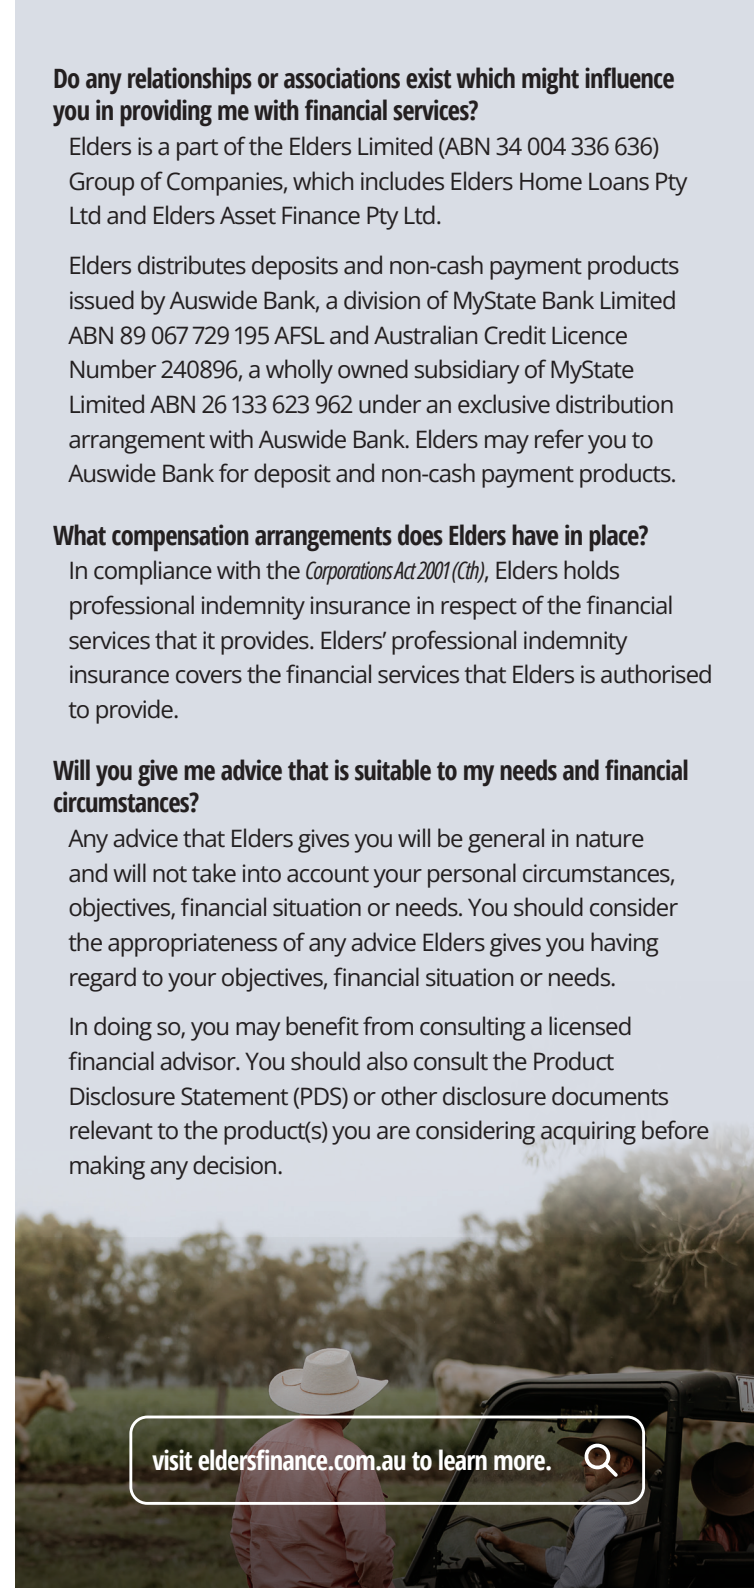 Do any relationships or associations exist which might influence
you in providing me with financial services?
Elders is a part of the Elders Limited (ABN 34 004 336 636)
Group of Companies, which includes Elders Home Loans Pty
Ltd and Elders Asset Finance Pty Ltd.
Elders distributes deposits and non-cash payment products
issued by Auswide Bank, a division of MyState Bank Limited
ABN 89 067 729 195 AFSL and Australian Credit Licence
Number 240896, a wholly owned subsidiary of MyState
Limited ABN 26 133 623 962 under an exclusive distribution
arrangement with Auswide Bank. Elders may refer you to
Auswide Bank for deposit and non-cash payment products.
What compensation arrangements does Elders have in place?
In compliance with the Corporations Act 2001 (Cth), Elders holds
professional indemnity insurance in respect of the financial
services that it provides. Elders’ professional indemnity
insurance covers the financial services that Elders is authorised
to provide.
Will you give me advice that is suitable to my needs and financial
circumstances?
Any advice that Elders gives you will be general in nature
and will not take into account your personal circumstances,
objectives, financial situation or needs. You should consider
the appropriateness of any advice Elders gives you having
regard to your objectives, financial situation or needs.
In doing so, you may benefit from consulting a licensed
financial advisor. You should also consult the Product
Disclosure Statement (PDS) or other disclosure documents
relevant to the product(s) you are considering acquiring before
making any decision.
visit eldersfinance.com.au to learn more.